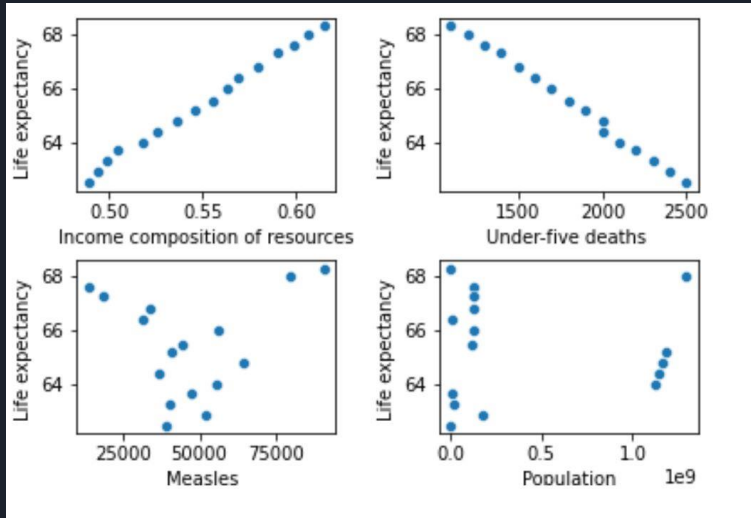 Life expectancy
68
66
64
0.50 0.55 0.60
Income composition of resources
Life expectancy
68
66
64
1500 2000 2500
Under-five deaths
Life expectancy
68
66
64
25000 50000 75000
Measles
Life expectancy
68
66
64
0.0 0.5 1.0
1e9
Population